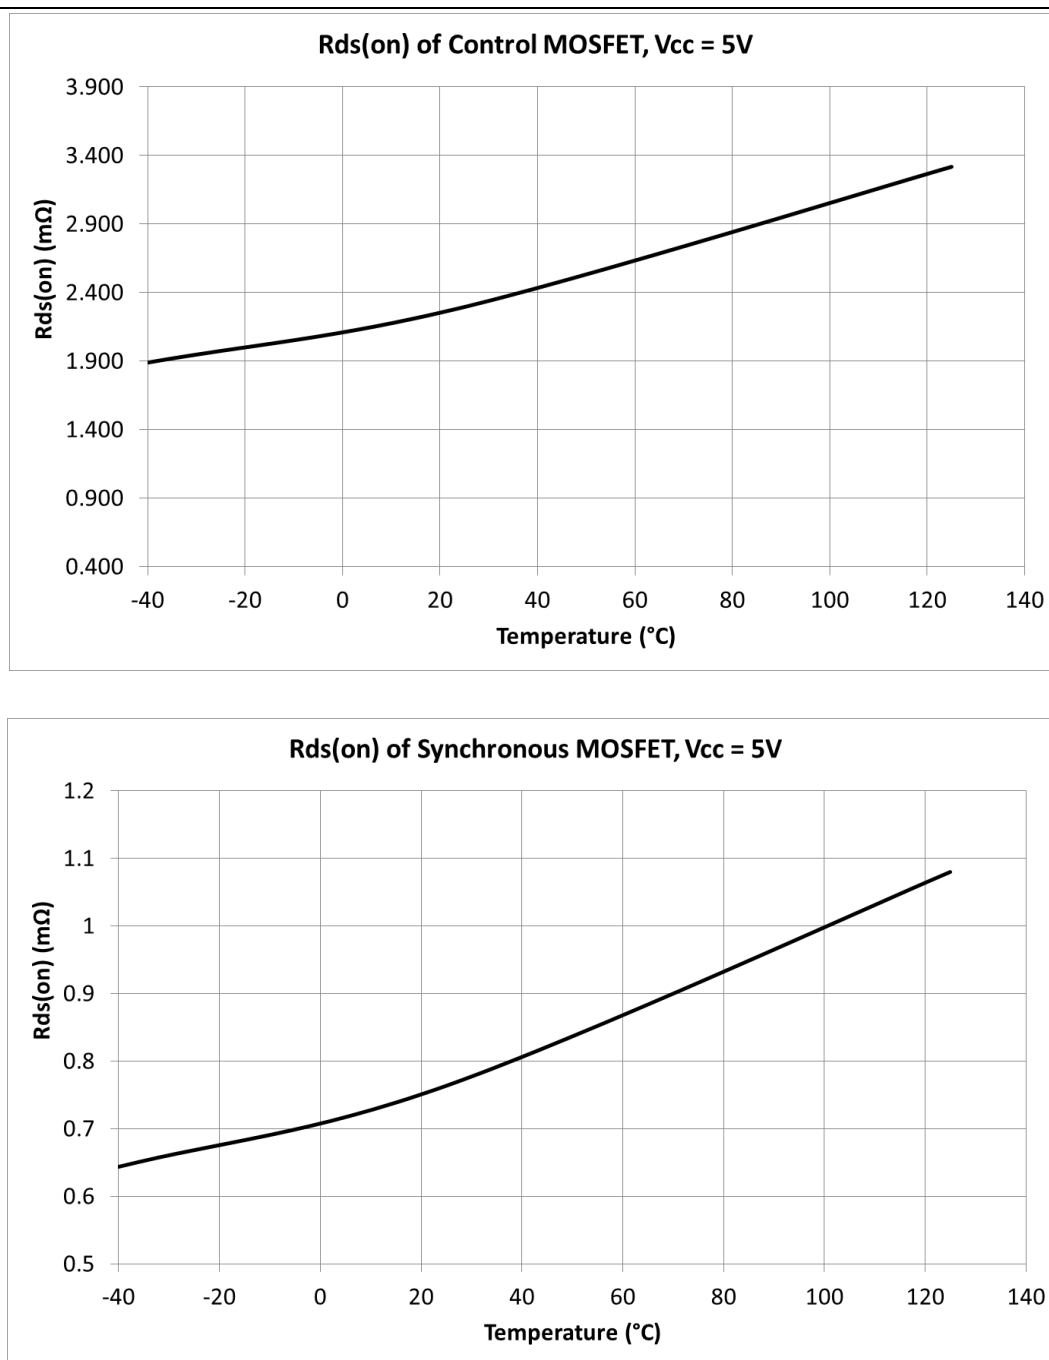 Rds(on) of Control MOSFET, Vcc = 5V
3.900
3.400
2.900
2.400
1.900
1.400
0.900
0.400
Rds(on) (mΩ)
-40 -20 0 20 40 60 80 100 120 140
Temperature (°C)
Rds(on) of Synchronous MOSFET, Vcc = 5V
1.2
1.1
1
0.9
0.8
0.7
0.6
0.5
Rds(on) (mΩ)
-40 -20 0 20 40 60 80 100 120 140
Temperature (°C)